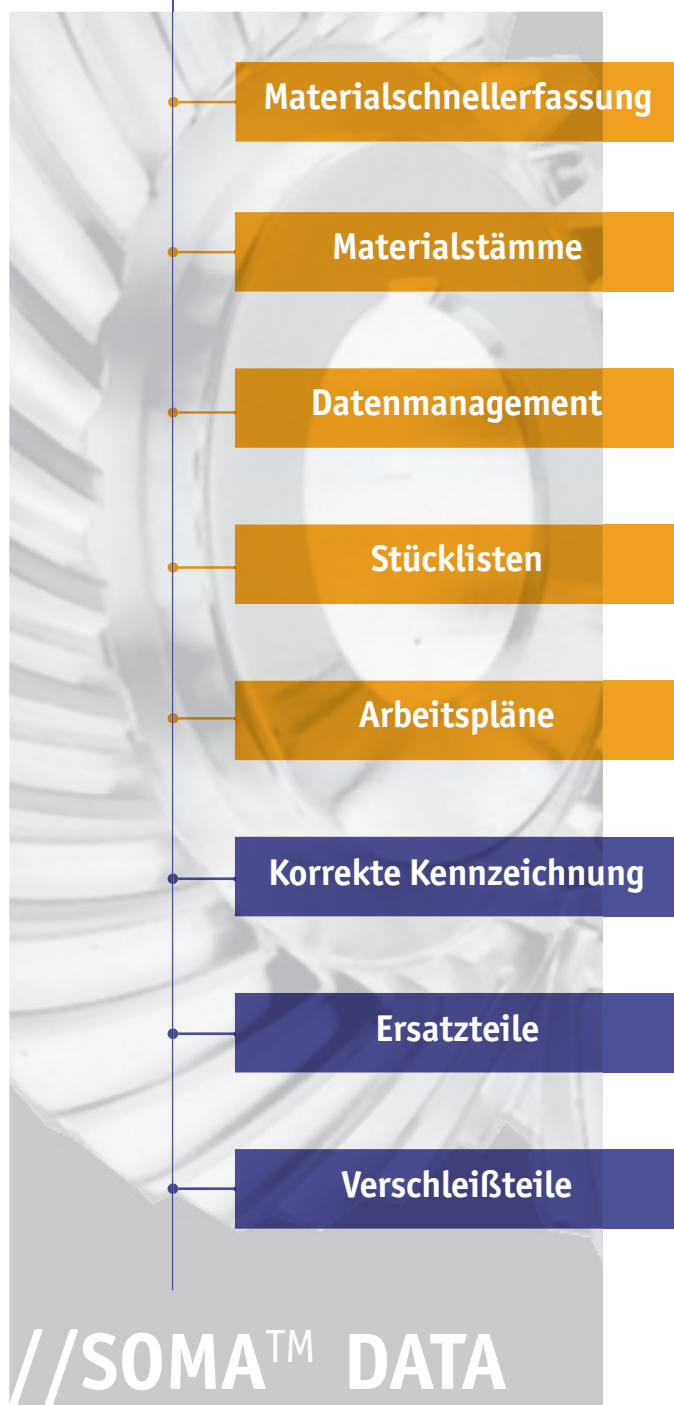 Materialschnellerfassung
Materialstämme
Datenmanagement
Stücklisten
Arbeitspläne
Korrekte Kennzeichnung
Ersatzteile
Verschleißteile
//SOMA™ DATA